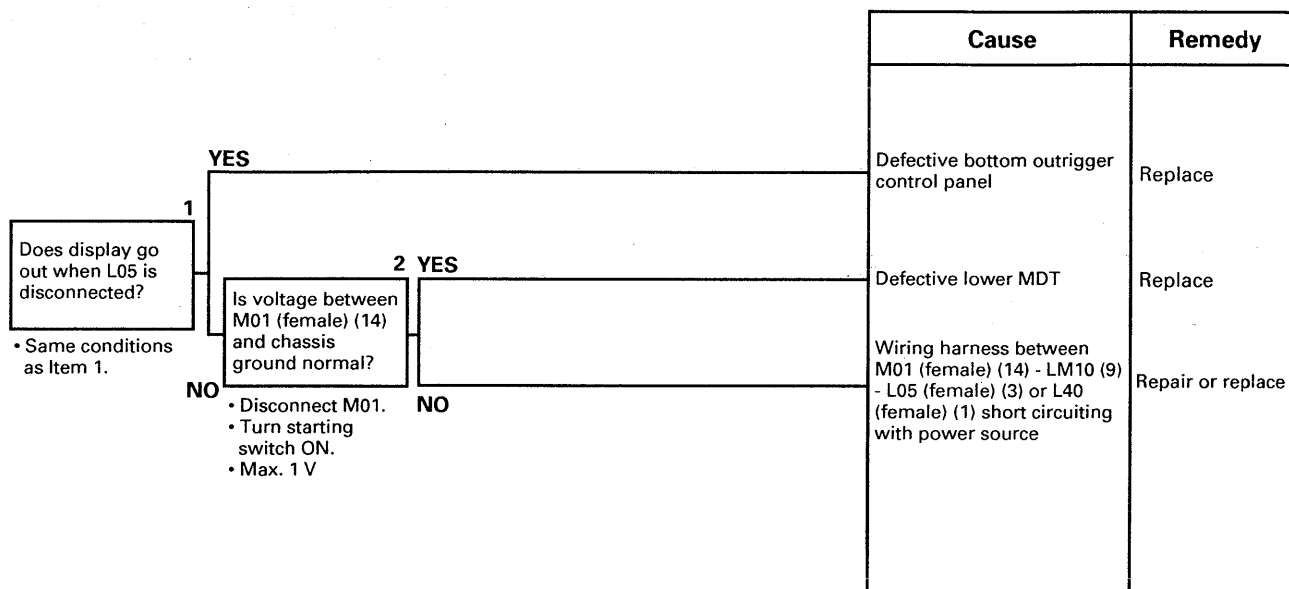 Cause
Remedy
YES
Defective bottom outrigger
control panel
Replace
1
Does display go
out when L05 is
disconnected?
• Same conditions
as Item 1.
2
YES
Is voltage between
M01 (female) (14)
and chassis
ground normal?
Defective lower MDT
Replace
NO
• Disconnect M01.
• Turn starting
switch ON.
• Max. 1 V
NO
Wiring harness between
M01 (female) (14) - LM10 (9)
- L05 (female) (3) or L40
(female) (1) short circuiting
with power source
Repair or replace